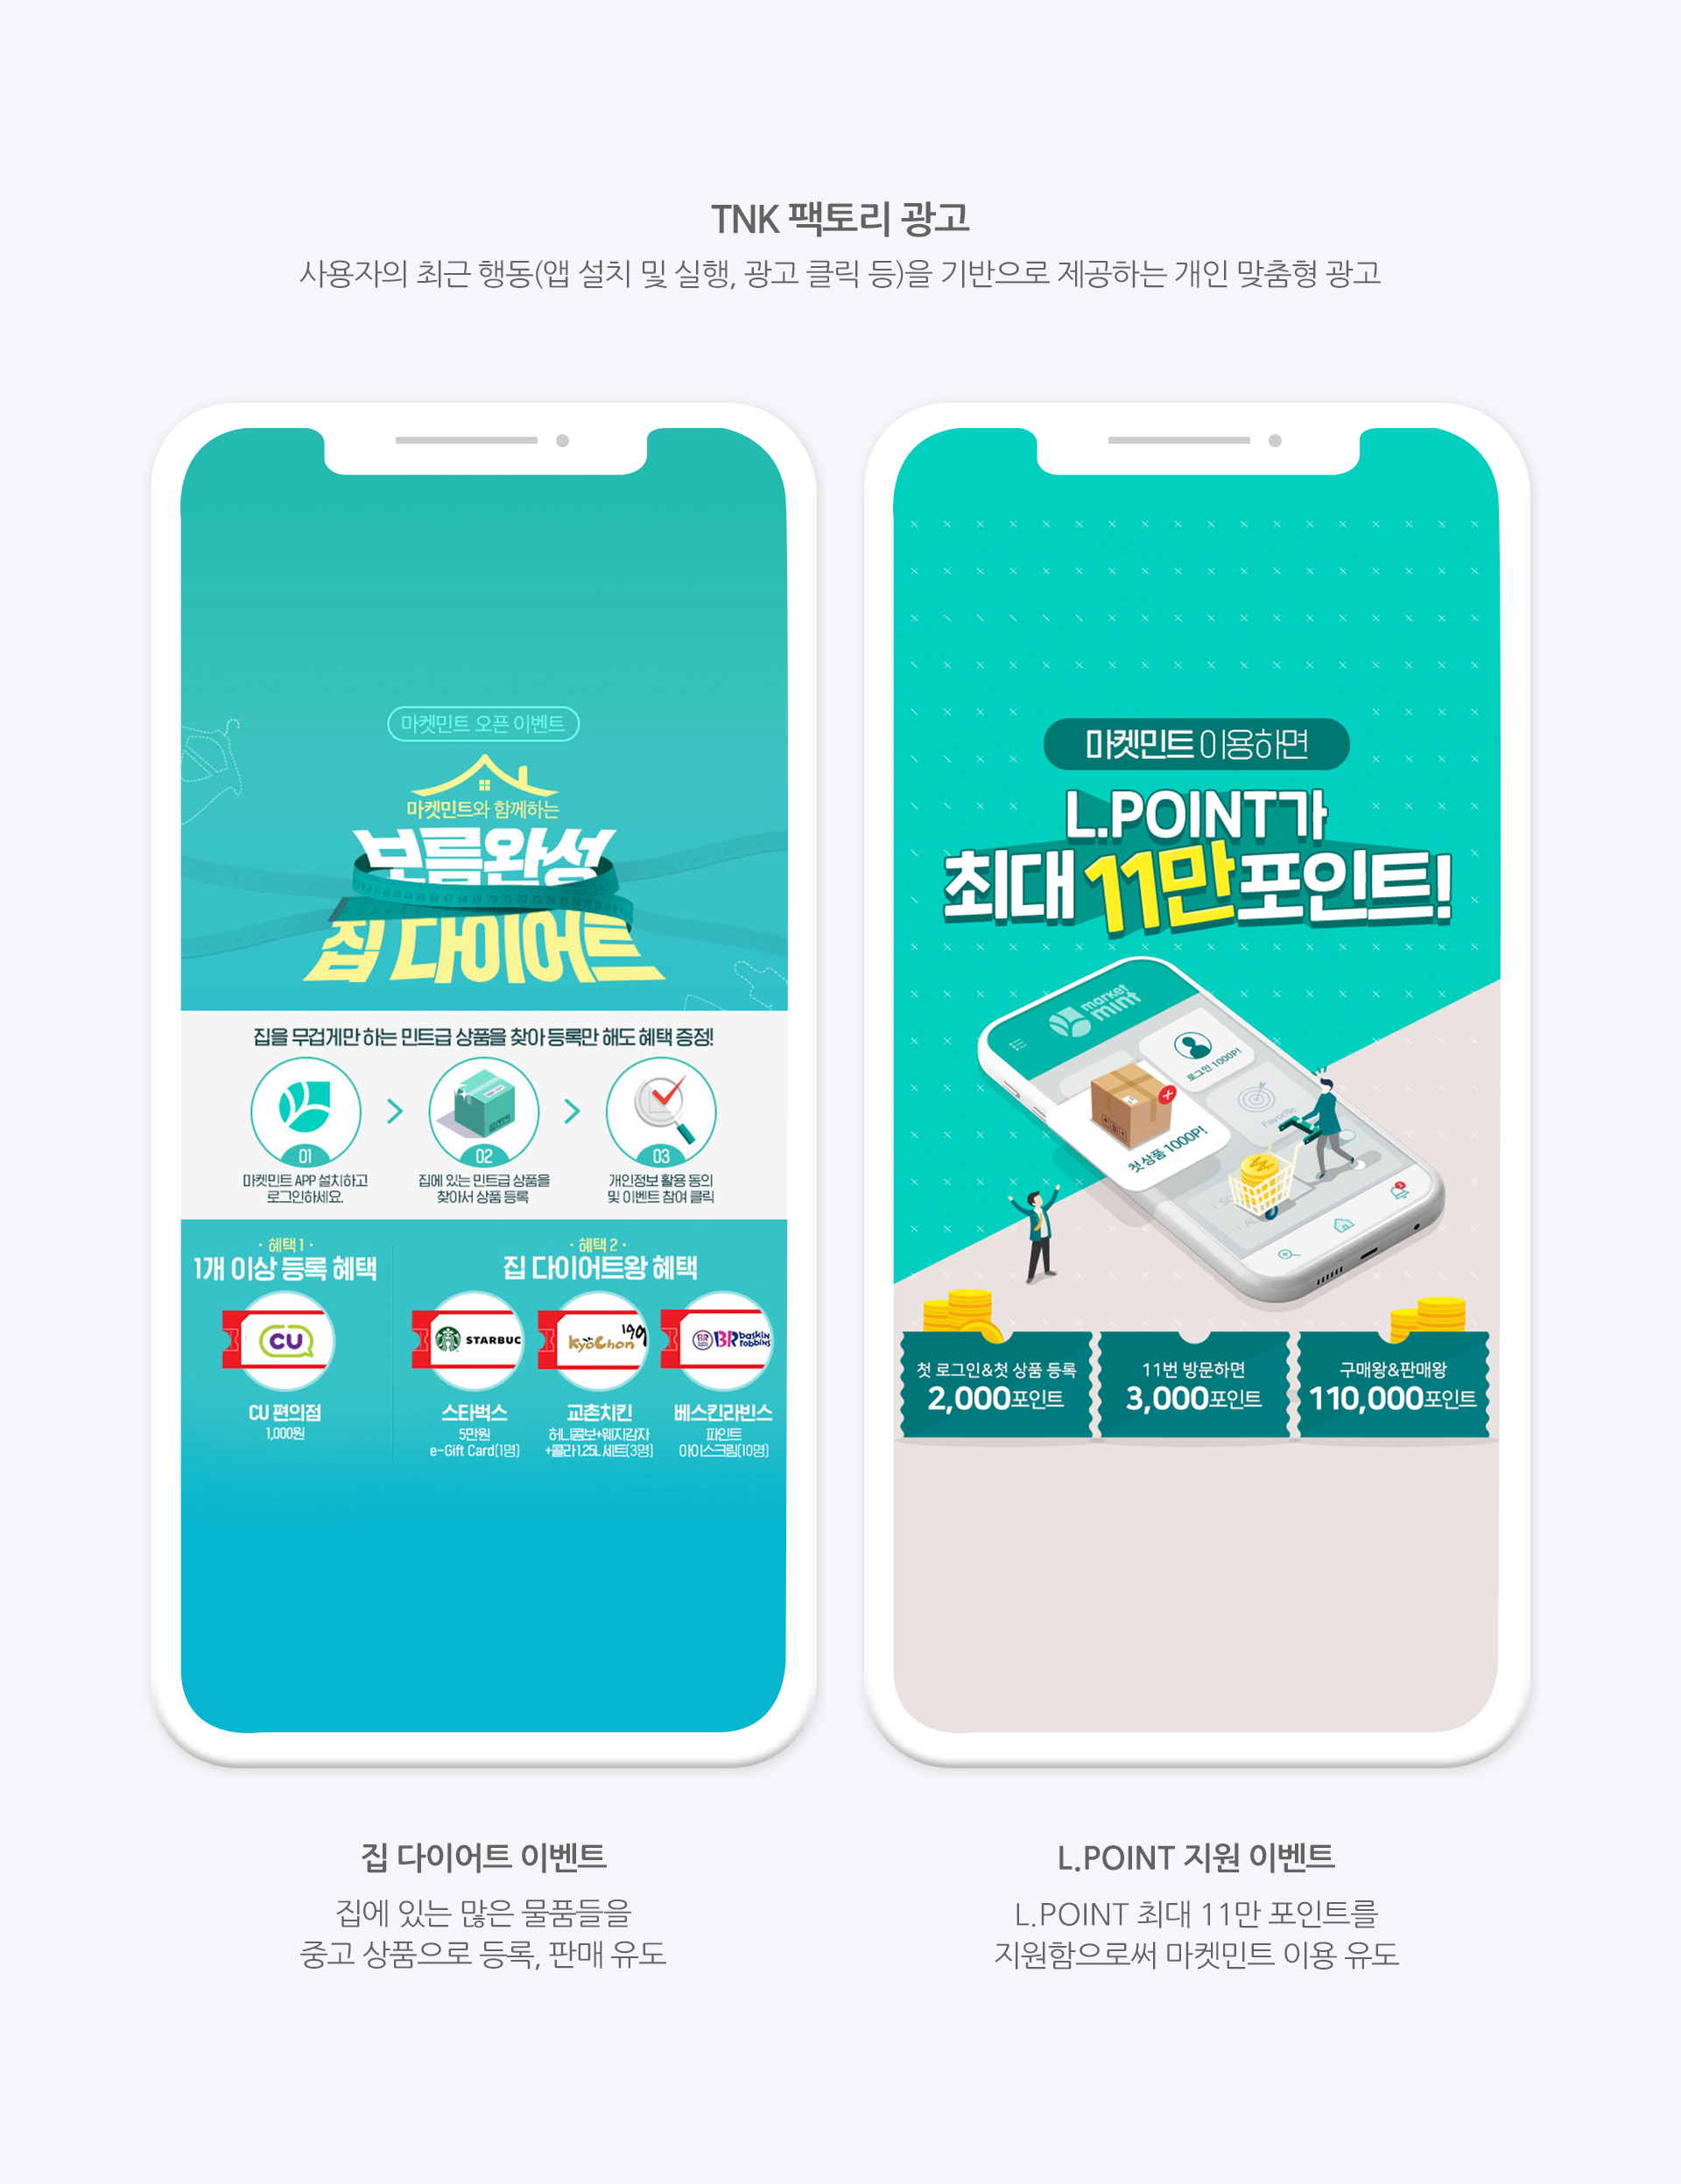 TNK 팩토리 광고
사용자의 최근 행동(앱 설치 및 실행, 광고 클릭 등)을 기반으로 제공하는 개인 맞춤형 광고
마켓민트 오픈 이벤트
마켓민트와 함께하는
보름완성
집 다이어트
집을 무겁게만 하는 민트급 상품을 찾아 등록만 해도 혜택 증정!
01
마켓민트 APP 설치하고
로그인하세요.
02
집에 있는 민트급 상품을
찾아서 상품 등록
03
개인정보 활용 동의
및 이벤트 참여 클릭
· 혜택 1 ·
1개 이상 등록 혜택
CU
CU 편의점
1,000원
· 혜택 2 ·
집 다이어트왕 혜택
STARBUC
스타벅스
5만원
e-Gift Card(1명)
KyoChon 199
교촌치킨
허니콤보+웨지감자
+콜라1.25L 세트(3명)
BR baskin robbins
베스킨라빈스
파인트
아이스크림(10명)
마켓민트 이용하면
L.POINT가
최대 11만 포인트!
market
mint
로그인 1000P!
첫 상품 1000P!
Favorite
첫 로그인&첫 상품 등록
2,000포인트
11번 방문하면
3,000포인트
구매왕&판매왕
110,000포인트
집 다이어트 이벤트
집에 있는 많은 물품들을
중고 상품으로 등록, 판매 유도
L.POINT 지원 이벤트
L.POINT 최대 11만 포인트를
지원함으로써 마켓민트 이용 유도